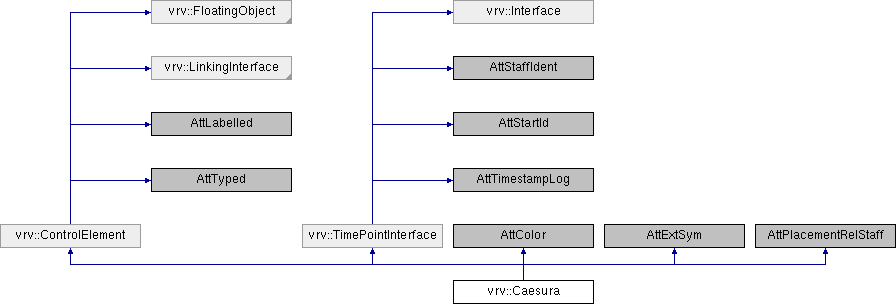 vrv::FloatingObject
vrv::Interface
vrv::LinkingInterface
AttStaffIdent
AttLabelled
AttStartId
AttTyped
AttTimestampLog
vrv::ControlElement
vrv::TimePointInterface
AttColor
AttExtSym
AttPlacementRelStaff
vrv::Caesura